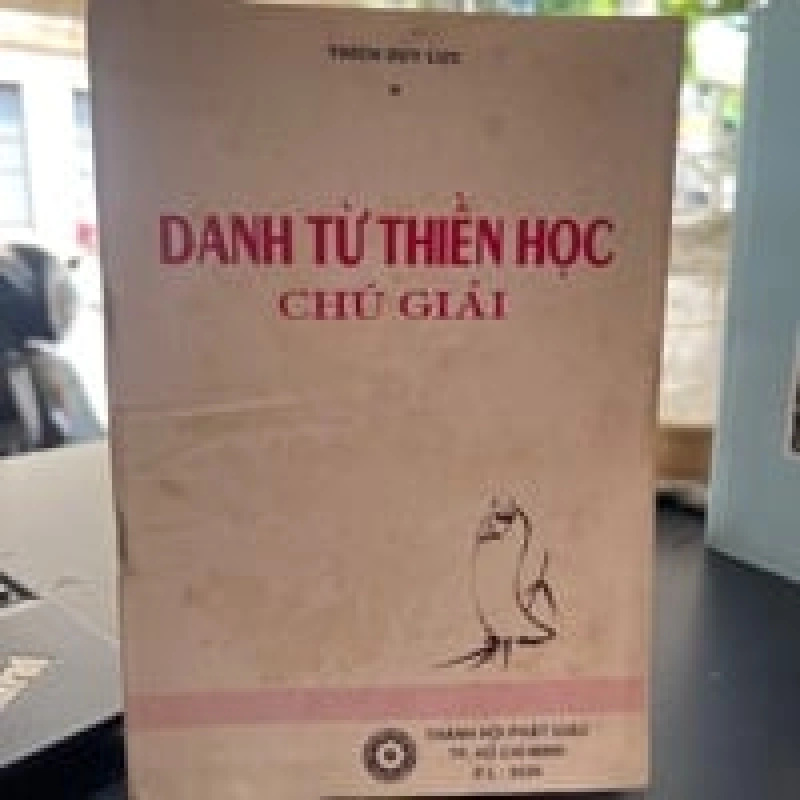 THÍCH DUY LỰC
DANH TỪ THIỀN HỌC
CHÚ GIẢI
THÀNH HỘI PHẬT GIÁO
TP. HỒ CHÍ MINH
P.L